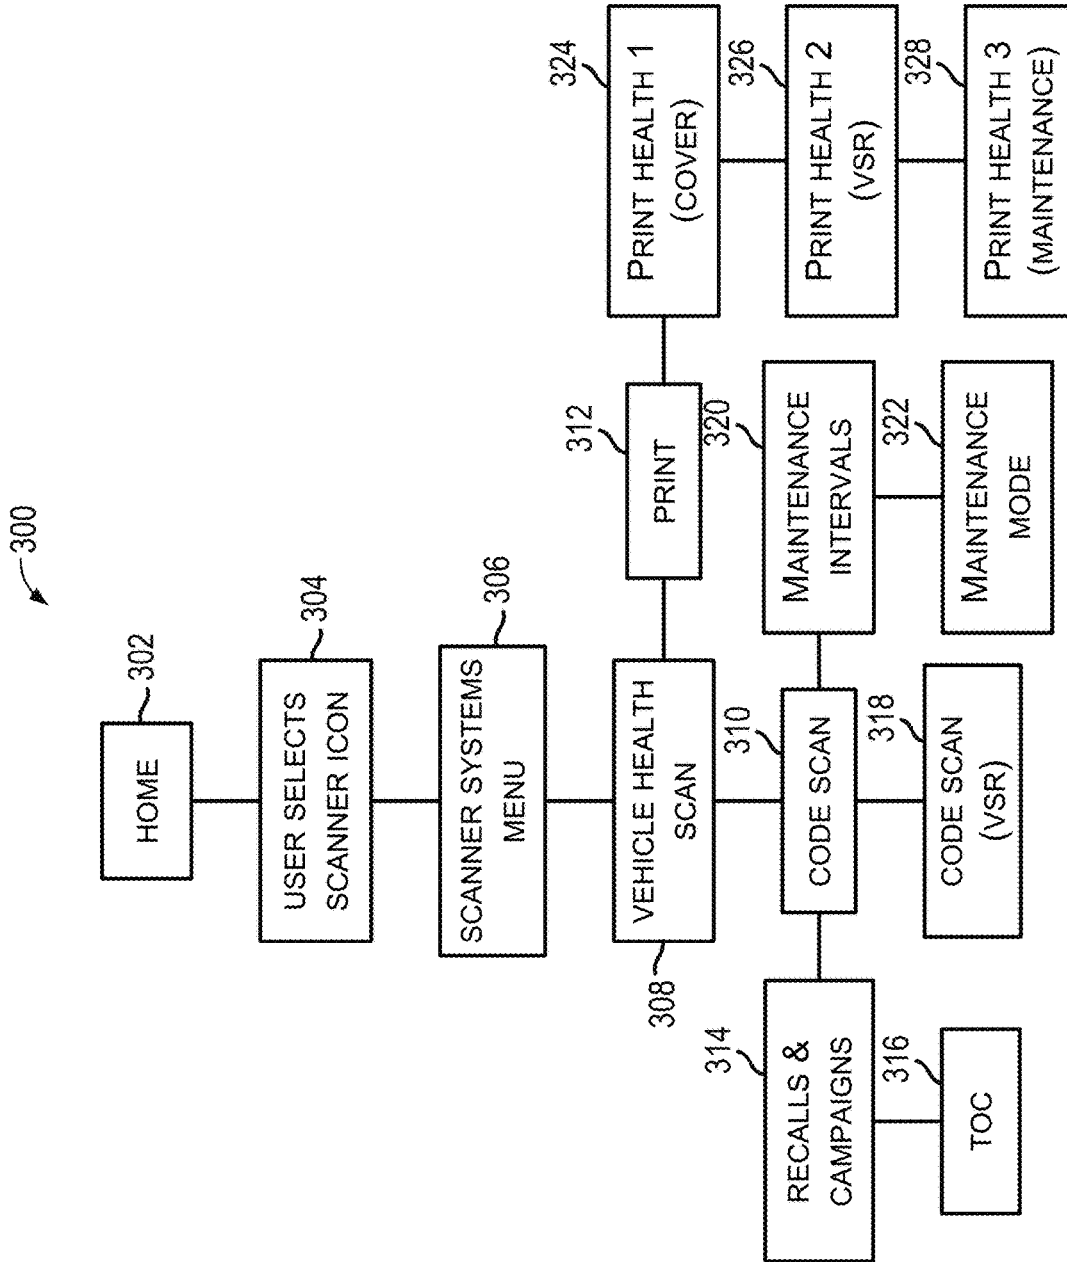 300
302
HOME
304
USER SELECTS
SCANNER ICON
306
SCANNER SYSTEMS
MENU
308
VEHICLE HEALTH
SCAN
312
PRINT
324
PRINT HEALTH 1
(COVER)
314
RECALLS &
CAMPAIGNS
310
CODE SCAN
320
MAINTENANCE
INTERVALS
326
PRINT HEALTH 2
(VSR)
316
TOC
318
CODE SCAN
(VSR)
322
MAINTENANCE
MODE
328
PRINT HEALTH 3
(MAINTENANCE)